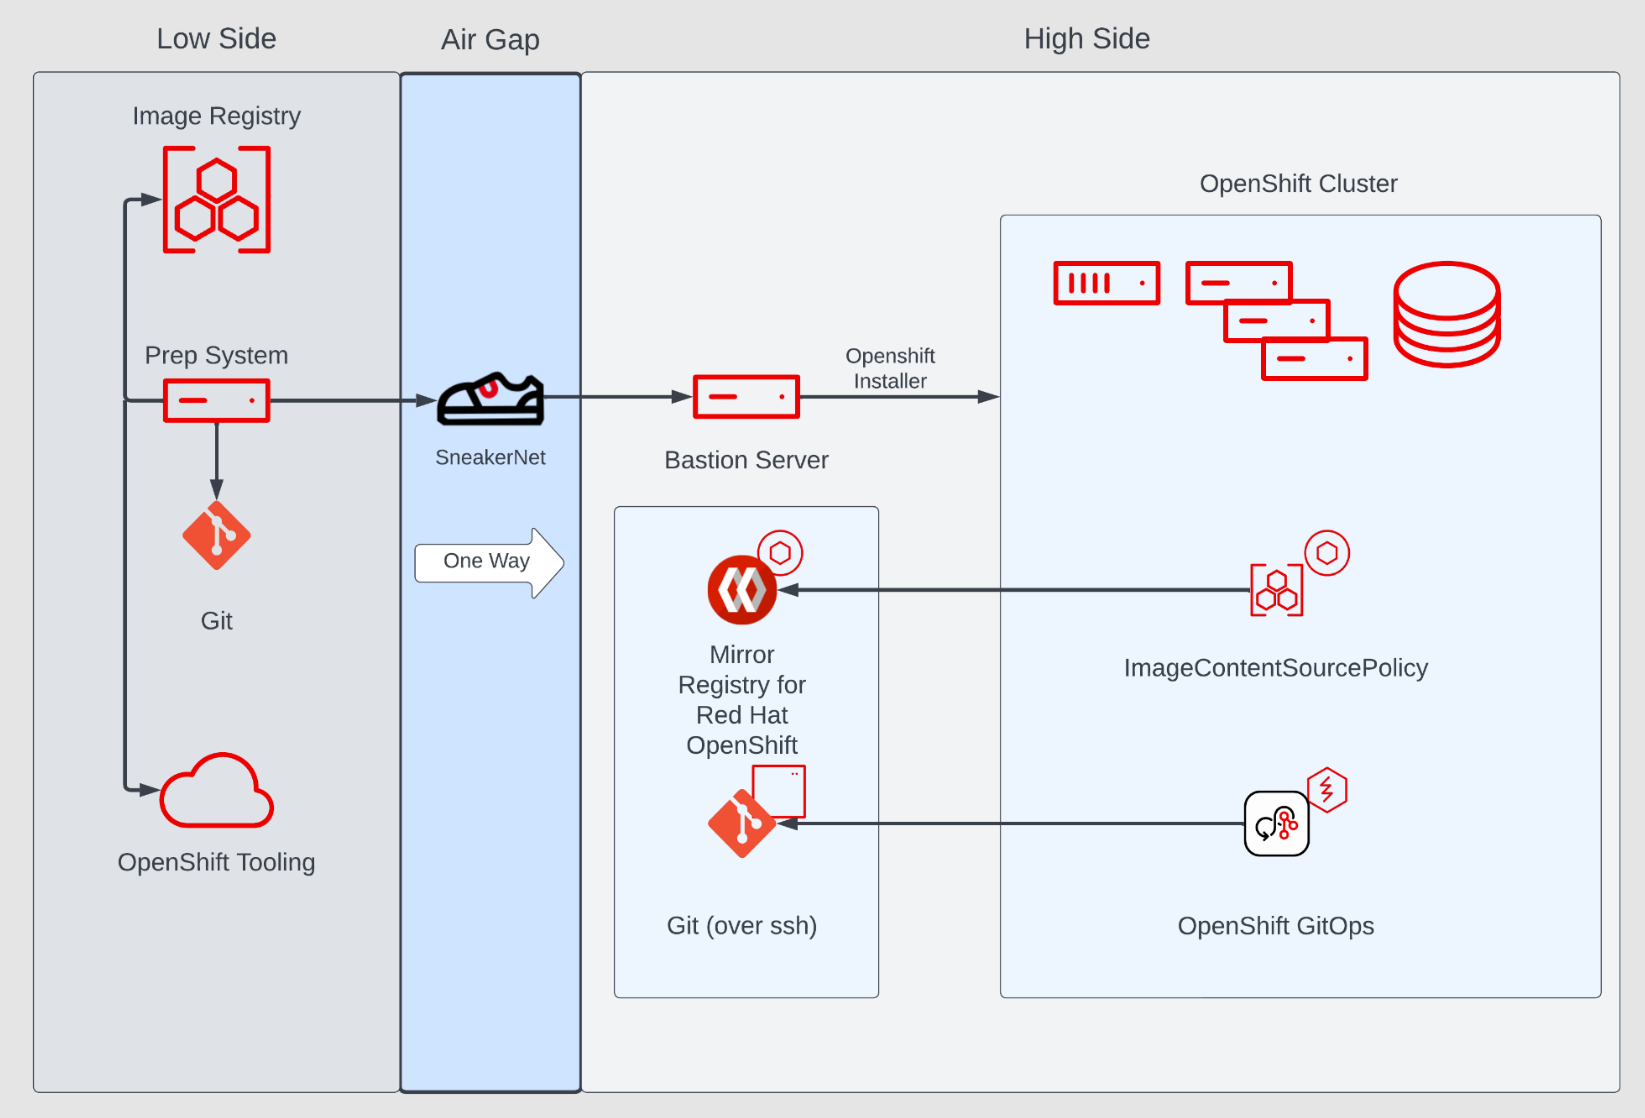 Low Side
Air Gap
High Side
Image Registry
OpenShift Cluster
Prep System
SneakerNet
Openshift
Installer
Bastion Server
One Way
Git
Mirror
Registry for
Red Hat
OpenShift
ImageContentSourcePolicy
OpenShift Tooling
Git (over ssh)
OpenShift GitOps